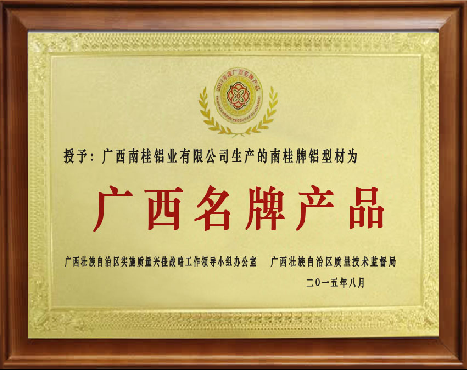 授予：广西南桂铝业有限公司生产的南桂牌铝型材为
广西名牌产品
广西壮族自治区实施质量兴桂战略工作领导小组办公室 广西壮族自治区质量技术监督局
二〇一五年八月